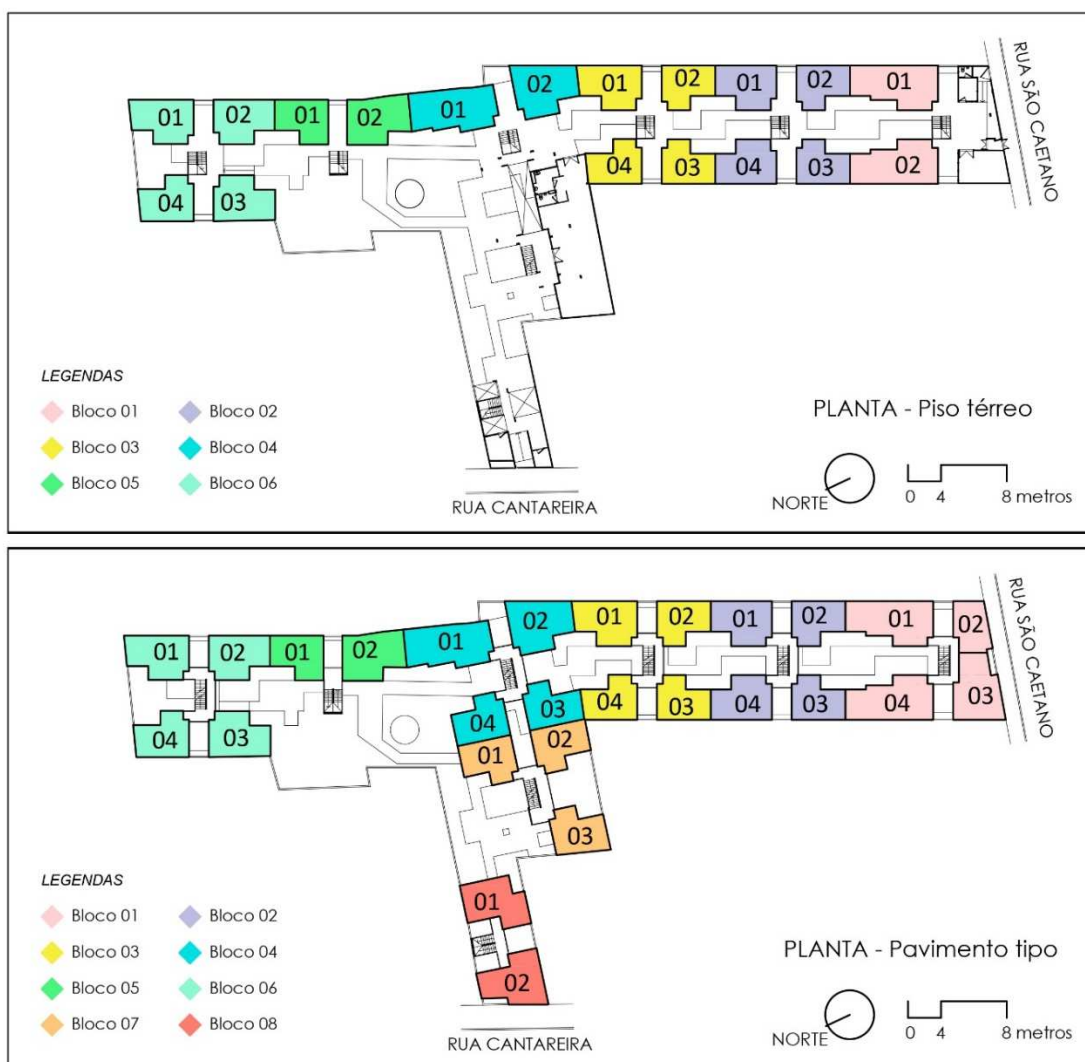 RUA SÃO CAETANO
02 01 02 01 02 01
01 02 01 02 01
04 03 04 03 02
04 03
LEGENDAS
Bloco 01 Bloco 02
Bloco 03 Bloco 04
Bloco 05 Bloco 06
PLANTA - Piso térreo
NORTE 0 4 8 metros
RUA CANTAREIRA
RUA SÃO CAETANO
02 01 02 01 02 01 02
01 02 01 02 01
04 03 04 03 04 03 04 03
04 03 01 02
03
01
02
LEGENDAS
Bloco 01 Bloco 02
Bloco 03 Bloco 04
Bloco 05 Bloco 06
Bloco 07 Bloco 08
PLANTA - Pavimento tipo
NORTE 0 4 8 metros
RUA CANTAREIRA